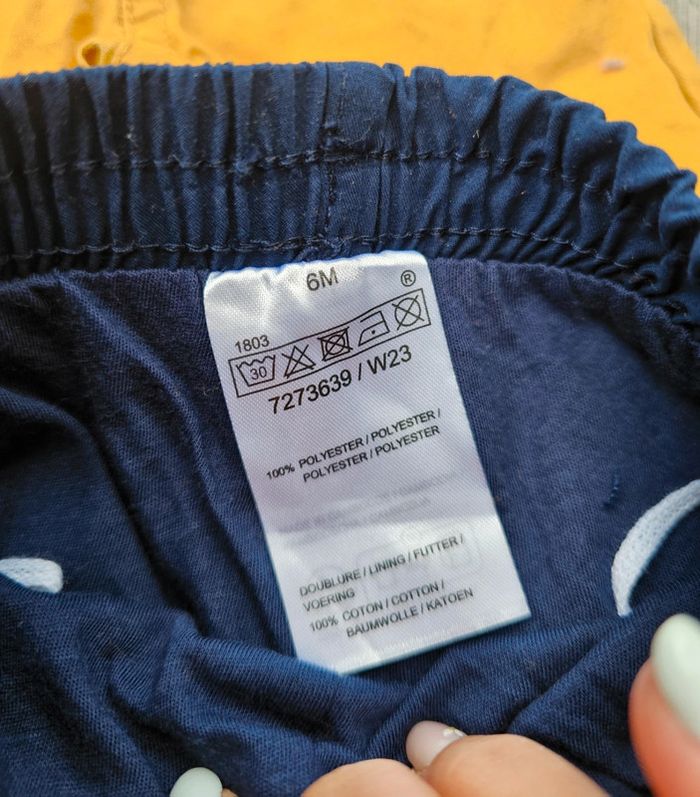 6M
®
1803
30
7273639 / W23
100% POLYESTER / POLYESTER /
POLYESTER / POLYESTER
DOUBLURE / LINING / FUTTER /
VOERING
100% COTON / COTTON /
BAUMWOLLE / KATOEN